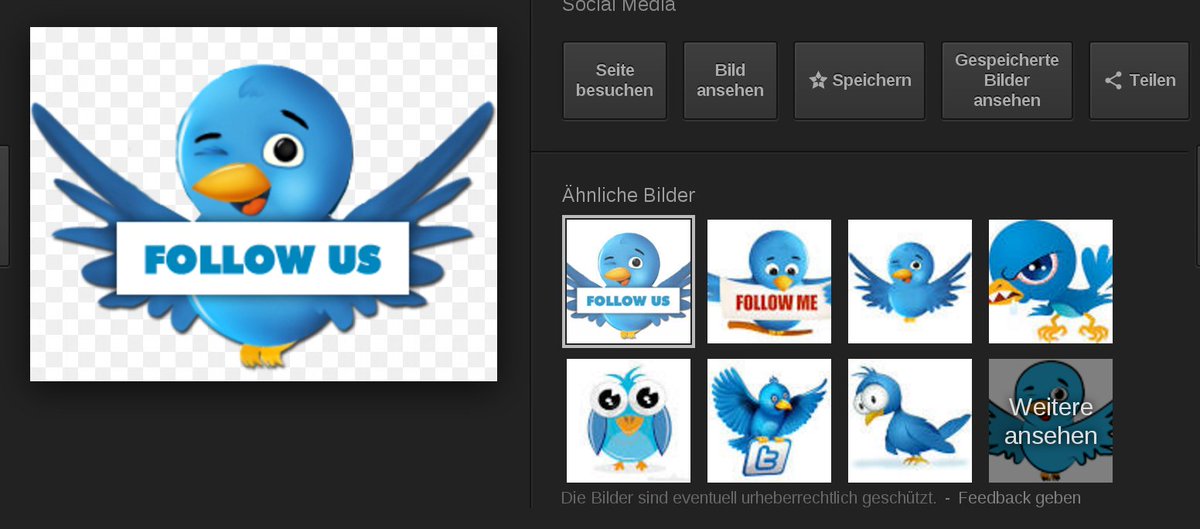 Social Media
Seite
besuchen
Bild
ansehen
Speichern
Gespeicherte
Bilder
ansehen
Teilen
FOLLOW US
Ähnliche Bilder
FOLLOW US
FOLLOW ME
t
Weitere
ansehen
Die Bilder sind eventuell urheberrechtlich geschützt. - Feedback geben